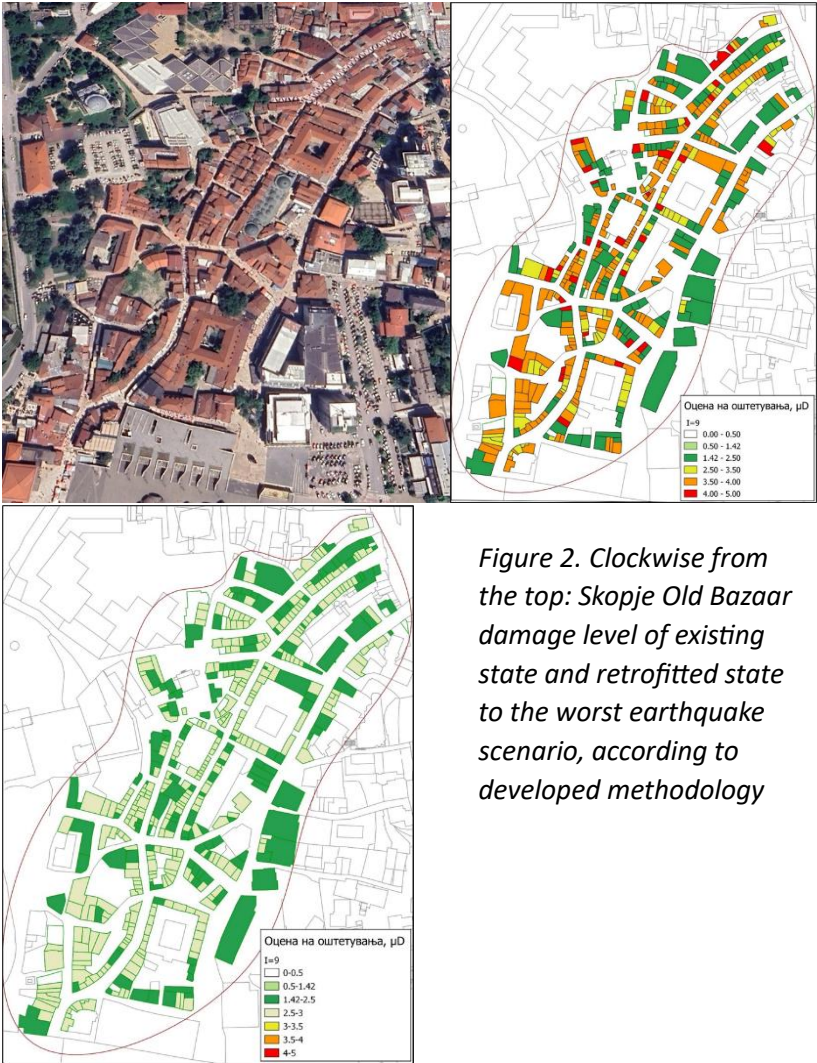 Оцена на оштетувања, µD
I=9
0.00 - 0.50
0.50 - 1.42
1.42 - 2.50
2.50 - 3.50
3.50 - 4.00
4.00 - 5.00
Figure 2. Clockwise from
the top: Skopje Old Bazaar
damage level of existing
state and retrofitted state
to the worst earthquake
scenario, according to
developed methodology
Оцена на оштетувања, µD
I=9
0-0.5
0.5-1.42
1.42-2.5
2.5-3
3-3.5
3.5-4
4-5